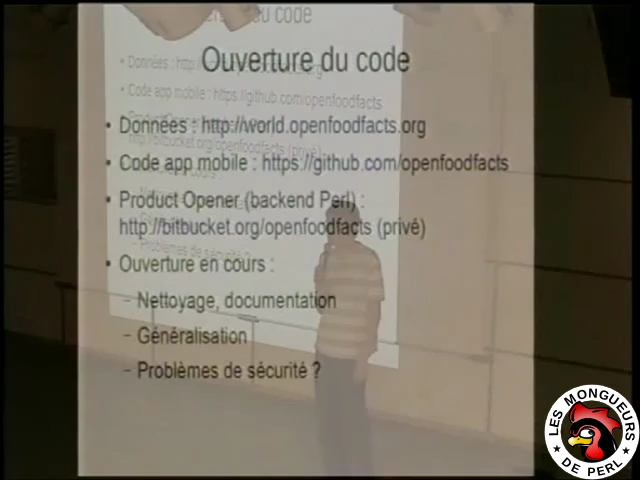 Ouverture du code
• Données : http://world.openfoodfacts.org
• Code app mobile : https://github.com/openfoodfacts
• Product Opener (backend Perl) :
http://bitbucket.org/openfoodfacts (privé)
• Ouverture en cours :
– Nettoyage, documentation
– Généralisation
– Problèmes de sécurité ?
LES MONGUEURS
DE PERL